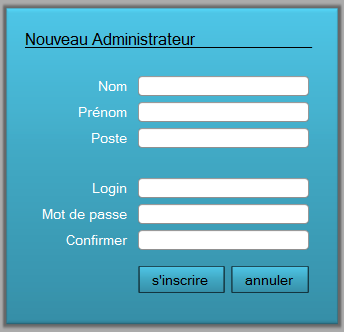 Nouveau Administrateur
Nom
Prénom
Poste
Login
Mot de passe
Confirmer
s'inscrire annuler